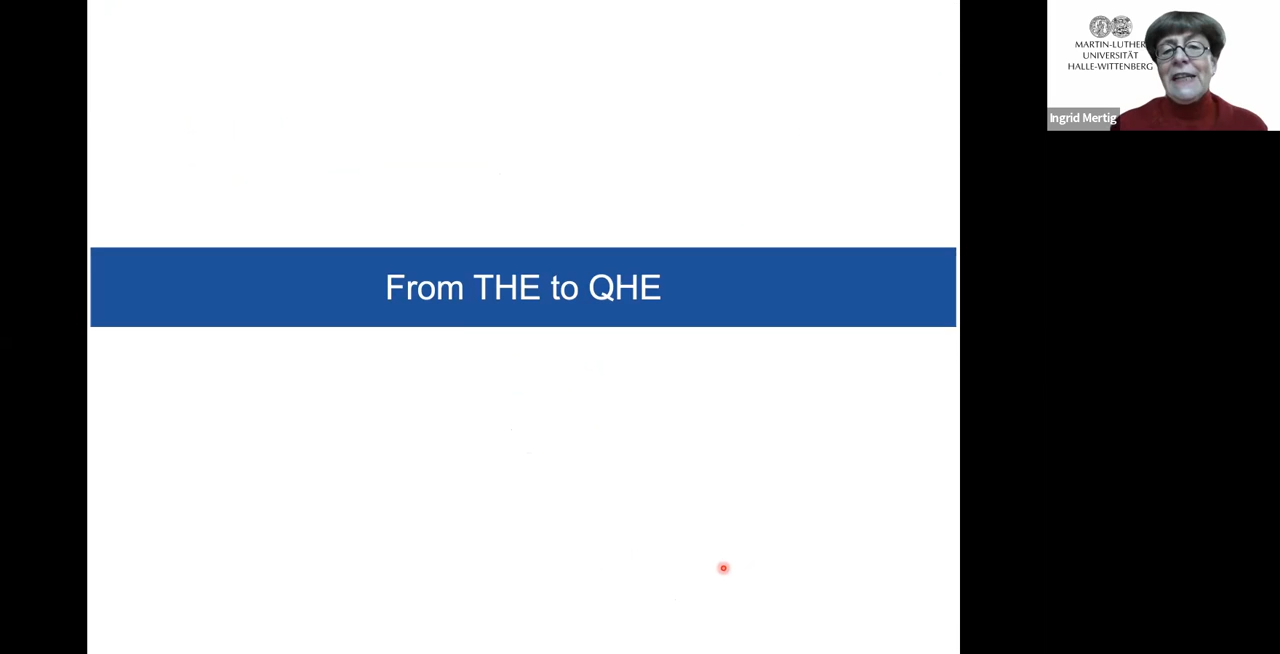 From THE to QHE
MARTIN-LUTHER
UNIVERSITÄT
HALLE-WITTENBERG
Ingrid Mertig